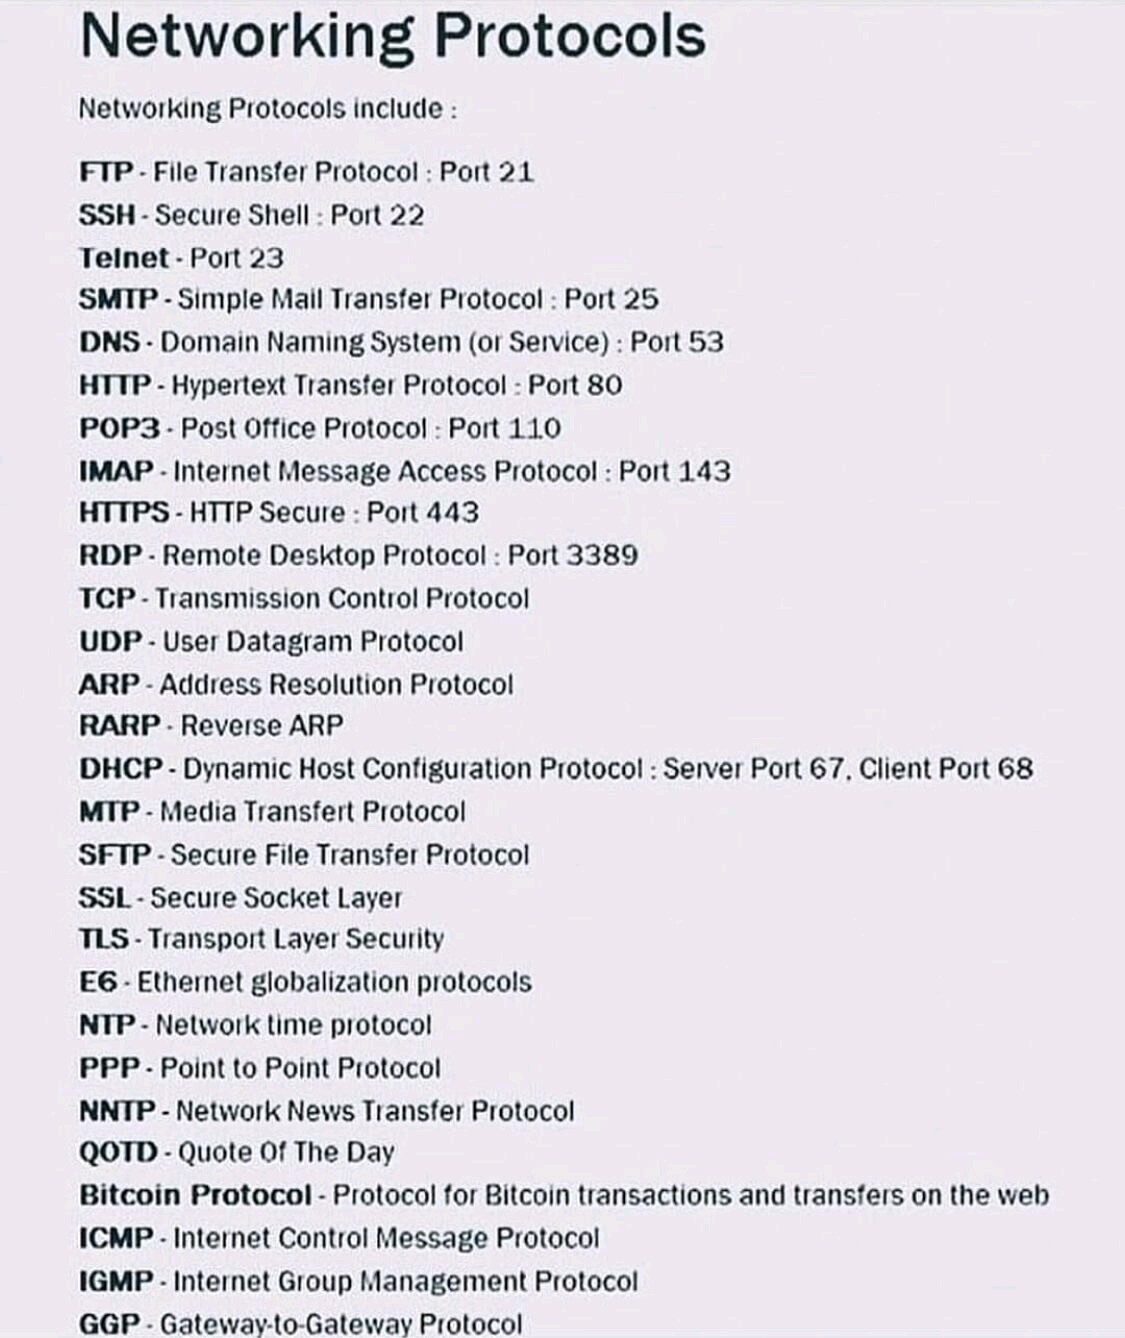 Networking Protocols
Networking Protocols include :
FTP - File Transfer Protocol : Port 21
SSH - Secure Shell : Port 22
Telnet - Port 23
SMTP - Simple Mail Transfer Protocol : Port 25
DNS - Domain Naming System (or Service) : Port 53
HTTP - Hypertext Transfer Protocol : Port 80
POP3 - Post Office Protocol : Port 110
IMAP - Internet Message Access Protocol : Port 143
HTTPS - HTTP Secure : Port 443
RDP - Remote Desktop Protocol : Port 3389
TCP - Transmission Control Protocol
UDP - User Datagram Protocol
ARP - Address Resolution Protocol
RARP - Reverse ARP
DHCP - Dynamic Host Configuration Protocol : Server Port 67, Client Port 68
MTP - Media Transfert Protocol
SFTP - Secure File Transfer Protocol
SSL - Secure Socket Layer
TLS - Transport Layer Security
E6 - Ethernet globalization protocols
NTP - Network time protocol
PPP - Point to Point Protocol
NNTP - Network News Transfer Protocol
QOTD - Quote Of The Day
Bitcoin Protocol - Protocol for Bitcoin transactions and transfers on the web
ICMP - Internet Control Message Protocol
IGMP - Internet Group Management Protocol
GGP - Gateway-to-Gateway Protocol